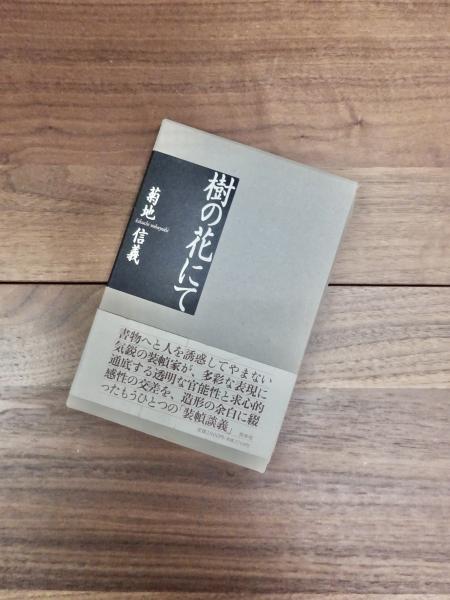 樹の花にて
菊地 信義
kikuchi nobuyoshi
書物へと人を誘惑してやまない
気鋭の装幀家が、多彩な表現に
通底する透明な官能性と求心的
感性の交差を、造形の余白に綴
ったもうひとつの「装幀談義」